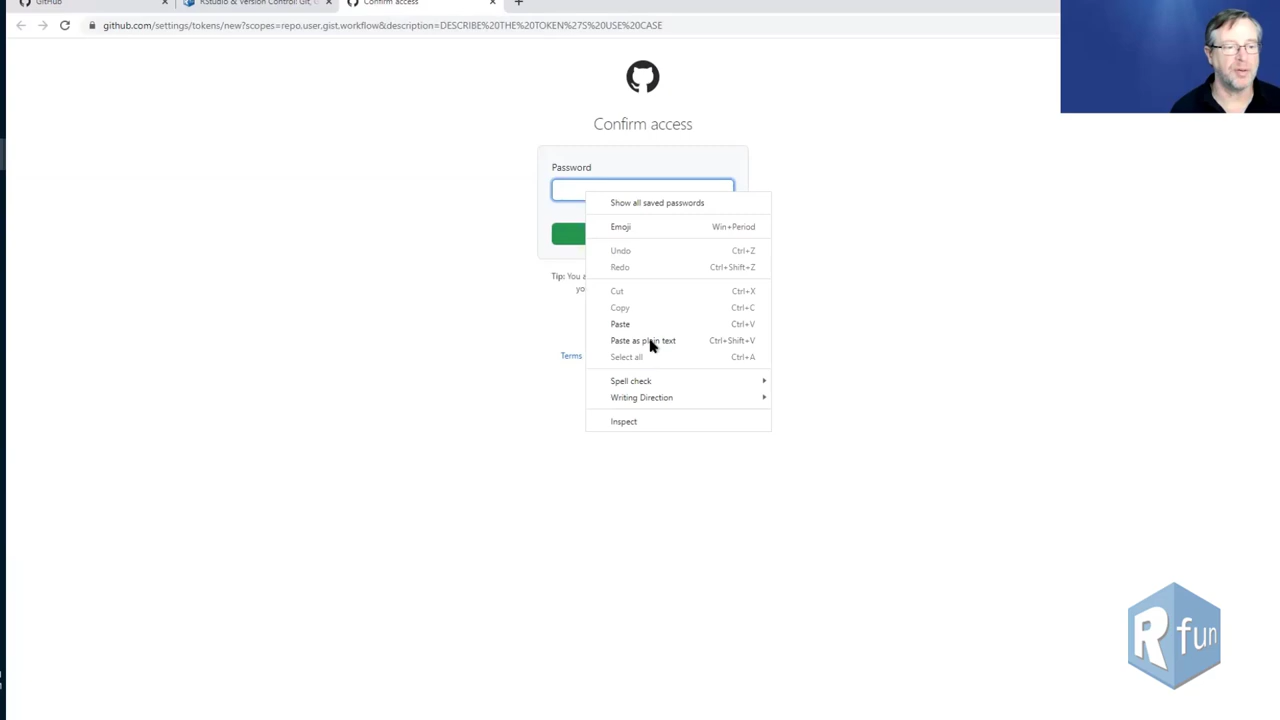 GitHub
RStudio & Version Control: Git,
Confirm access
github.com/settings/tokens/new?scopes=repo,user,gist,workflow&description=DESCRIBE%20THE%20TOKEN%27S%20USE%20CASE
Confirm access
Password
Show all saved passwords
Emoji Win+Period
Undo Ctrl+Z
Redo Ctrl+Shift+Z
Tip: You a
yo
Cut Ctrl+X
Copy Ctrl+C
Paste Ctrl+V
Paste as plain text Ctrl+Shift+V
Terms
Select all Ctrl+A
Spell check
Writing Direction
Inspect
R fun